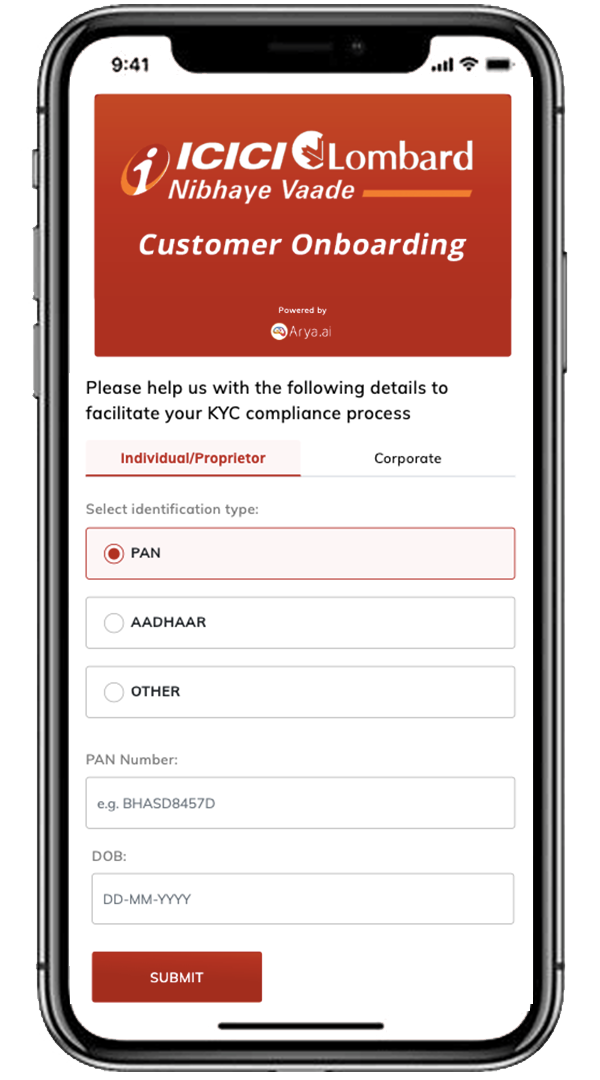 9:41
ICICI Lombard
Nibhaye Vaade
Customer Onboarding
Powered by
Arya.ai
Please help us with the following details to
facilitate your KYC compliance process
Individual/Proprietor Corporate
Select identification type:
PAN
AADHAAR
OTHER
PAN Number:
e.g. BHASD8457D
DOB:
DD-MM-YYYY
SUBMIT